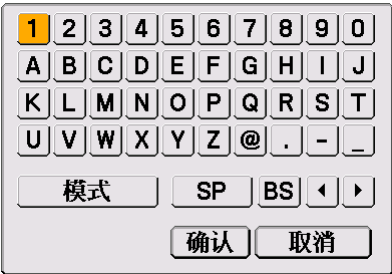 1 2 3 4 5 6 7 8 9 0
A B C D E F G H I J
K L M N O P Q R S T
U V W X Y Z @ . - _
模式 SP BS
确认 取消